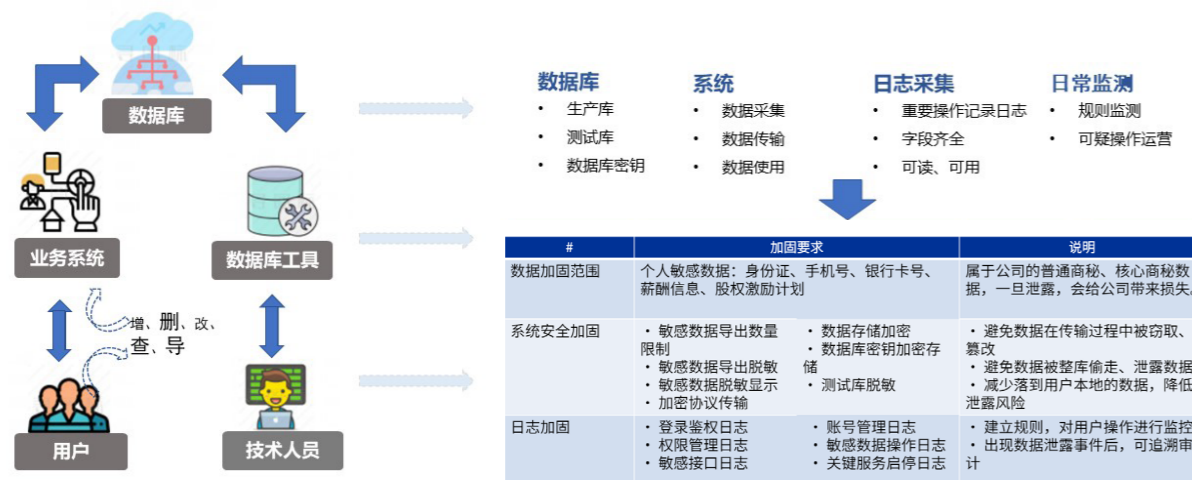 数据库
业务系统
数据库工具
增、删、改、
查、导
用户
技术人员
数据库
• 生产库
• 测试库
• 数据库密钥
系统
• 数据采集
• 数据传输
• 数据使用
日志采集
• 重要操作记录日志
• 字段齐全
• 可读、可用
日常监测
• 规则监测
• 可疑操作运营
# 加固要求 说明
数据加固范围
个人敏感数据：身份证、手机号、银行卡号、
薪酬信息、股权激励计划
属于公司的普通商秘、核心商秘数
据，一旦泄露，会给公司带来损失。
系统安全加固
• 敏感数据导出数量
限制
• 敏感数据导出脱敏
• 敏感数据脱敏显示
• 加密协议传输
• 数据存储加密
• 数据库密钥加密存
储
• 测试库脱敏
• 避免数据在传输过程中被窃取、
篡改
• 避免数据被整库偷走、泄露数据
• 减少落到用户本地的数据，降低
泄露风险
日志加固
• 登录鉴权日志
• 权限管理日志
• 敏感接口日志
• 账号管理日志
• 敏感数据操作日志
• 关键服务启停日志
• 建立规则，对用户操作进行监控
• 出现数据泄露事件后，可追溯审
计